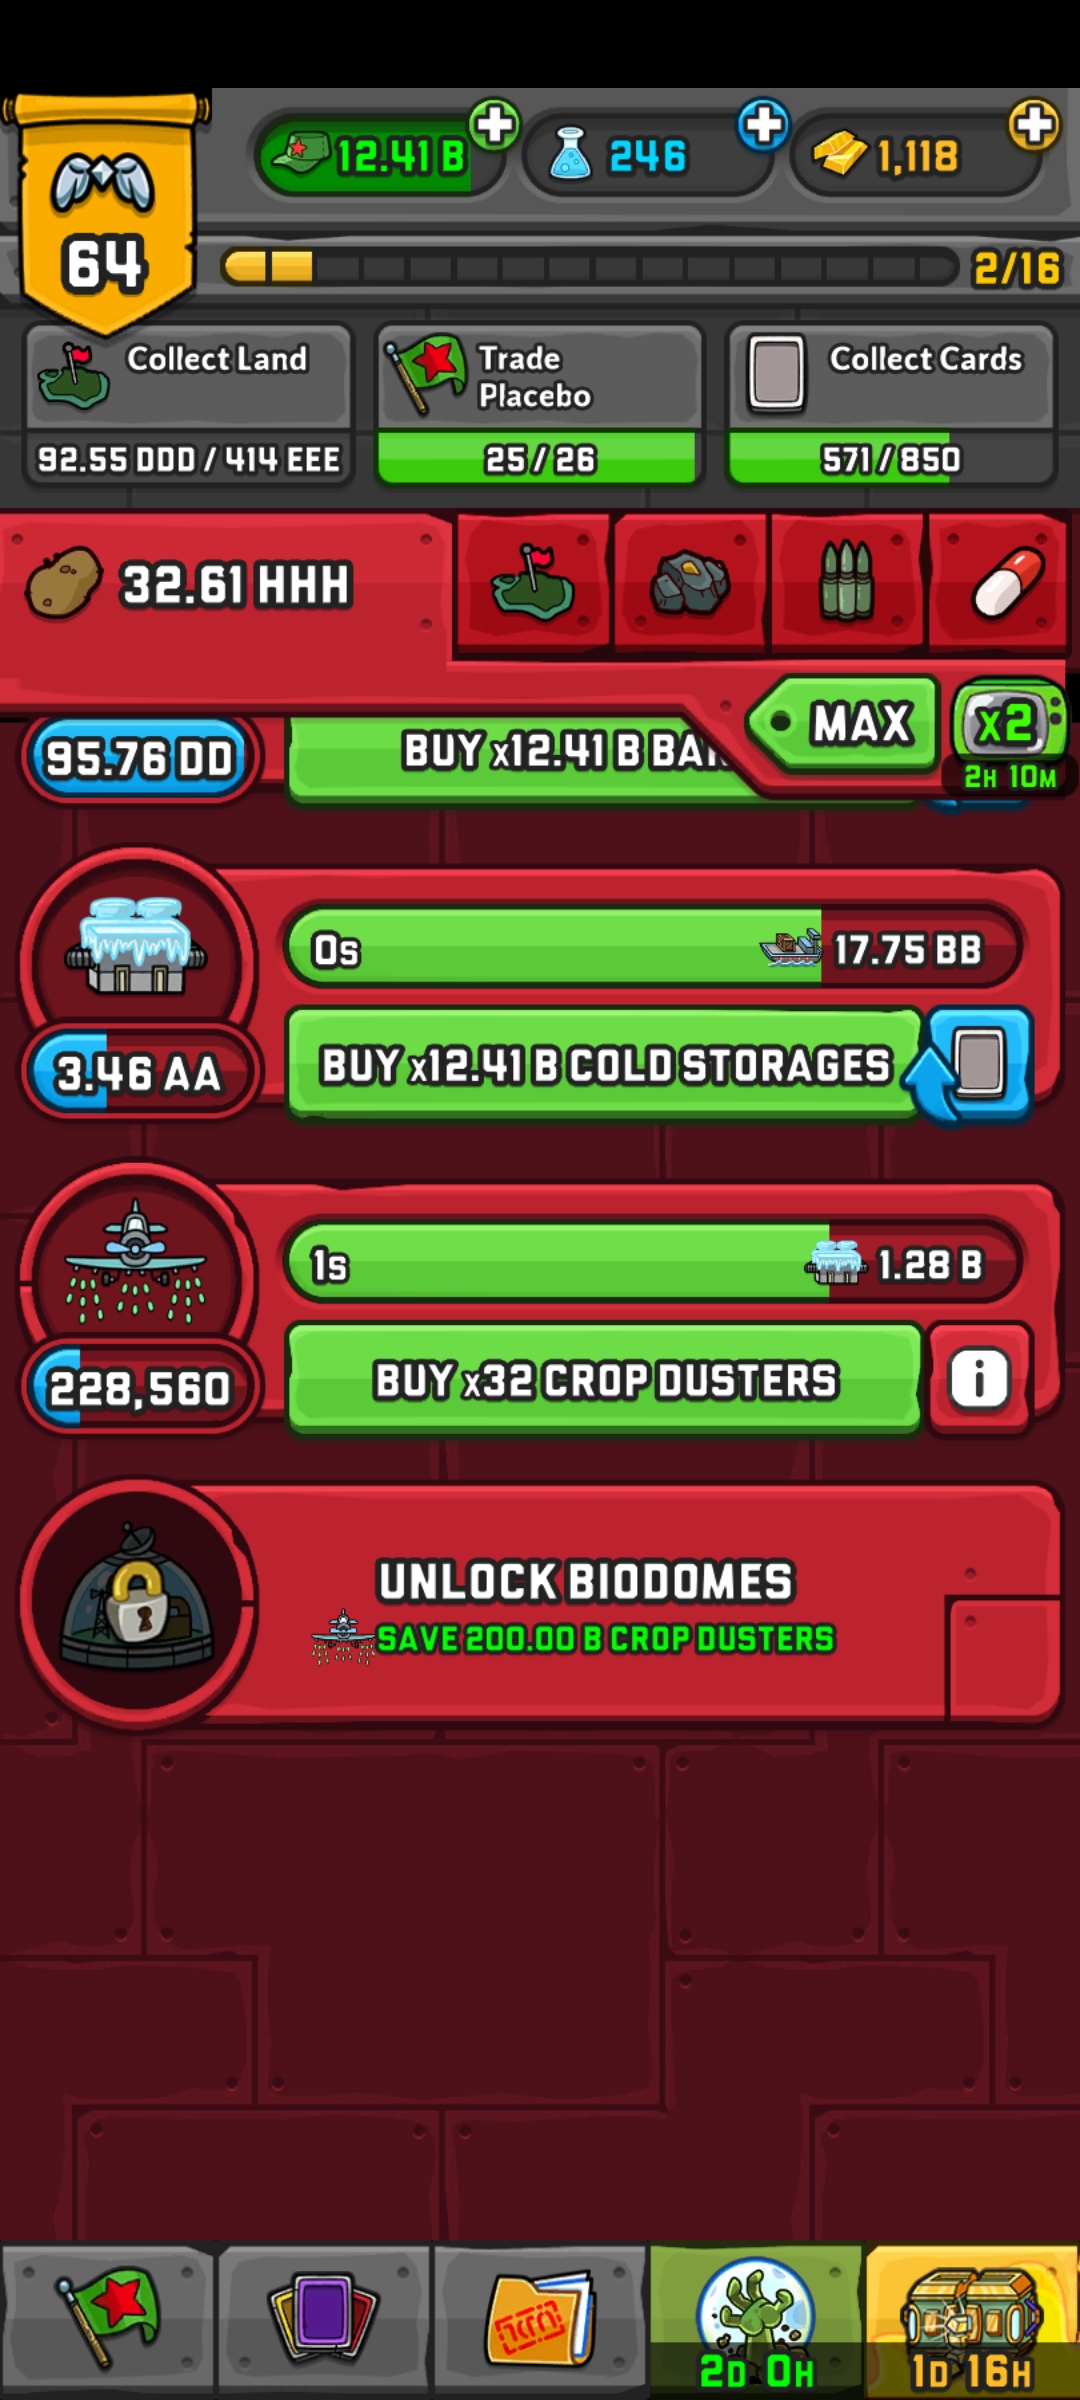 12.41 B
246
1,118
64
2/16
Collect Land
92.55 DDD / 414 EEE
Trade
Placebo
25 / 26
Collect Cards
571 / 850
32.61 HHH
MAX
x2
2H 10M
95.76 DD
BUY x12.41 B
0s
17.75 BB
3.46 AA
BUY x12.41 B COLD STORAGES
1s
1.28 B
228,560
BUY x32 CROP DUSTERS
i
UNLOCK BIODOMES
SAVE 200.00 B CROP DUSTERS
2D 0H
1D 16H